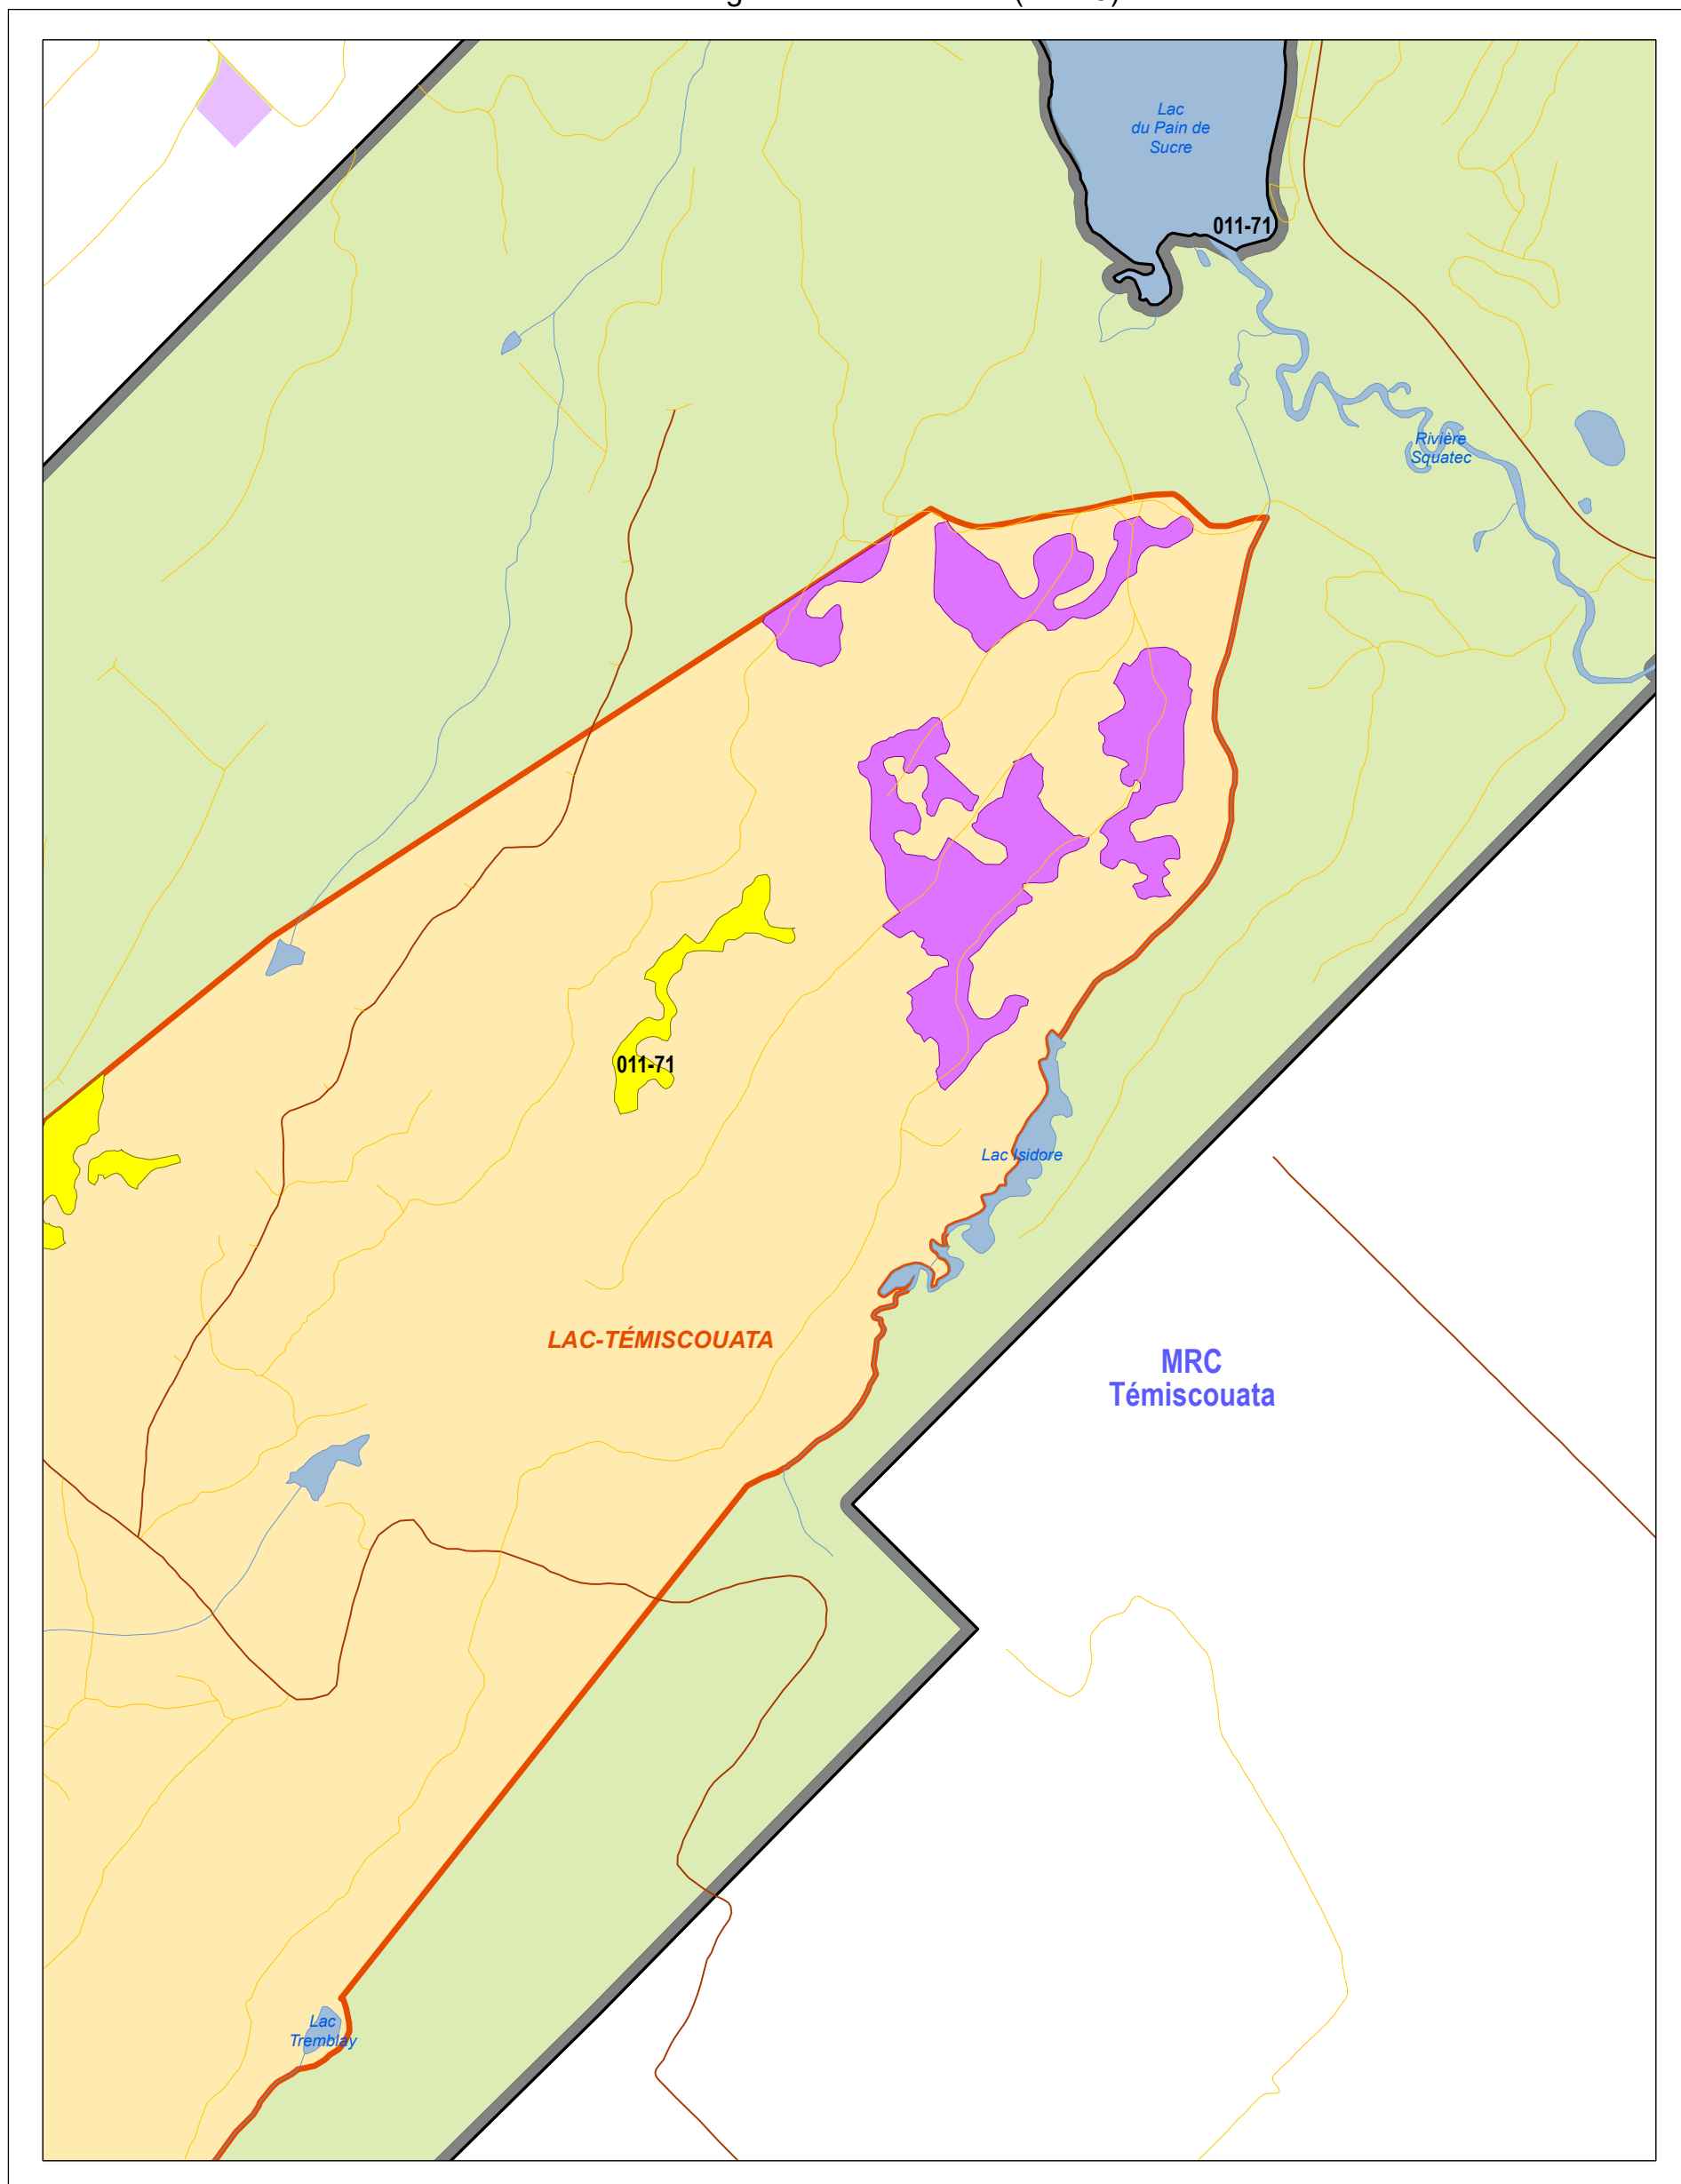 Lac
du Pain de
Sucre
011-71
Rivière
Squatec
011-71
Lac Isidore
LAC-TÉMISCOUATA
MRC
Témiscouata
Lac
Tremblay